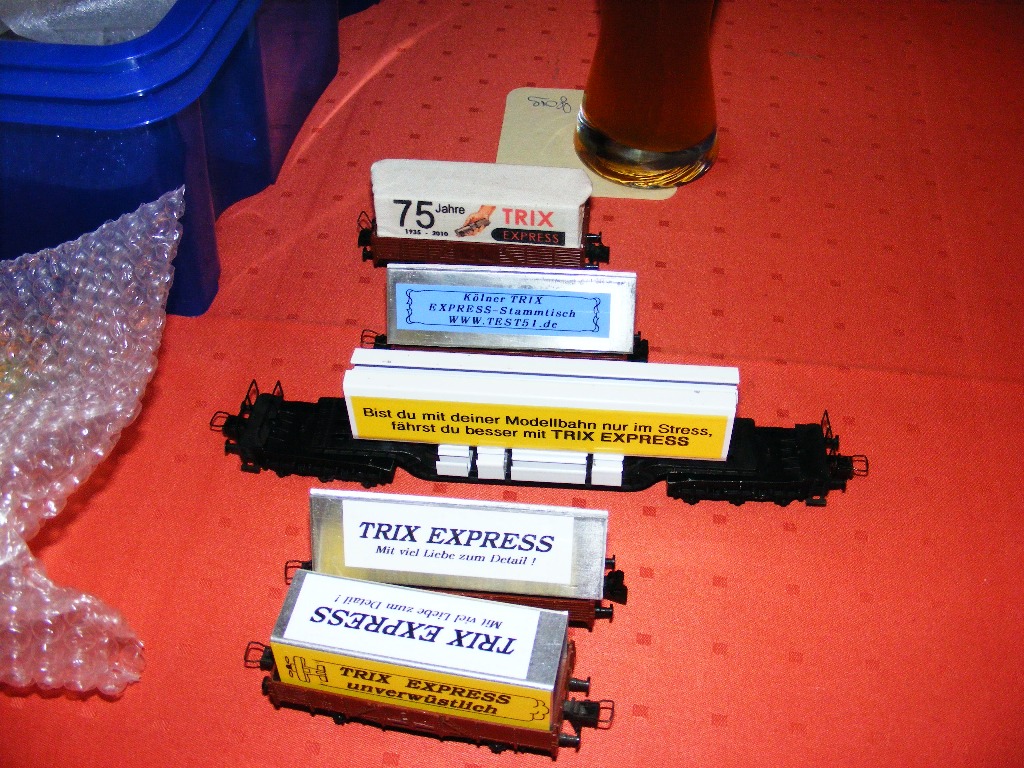 75 Jahre
1935 - 2010
TRIX
EXPRESS
Kölner TRIX
EXPRESS-Stammtisch
WWW.TEST51.de
Bist du mit deiner Modellbahn nur im Stress,
fährst du besser mit TRIX EXPRESS
TRIX EXPRESS
Mit viel Liebe zum Detail !
TRIX EXPRESS
Mit viel Liebe zum Detail !
TRIX EXPRESS
unverwüstlich